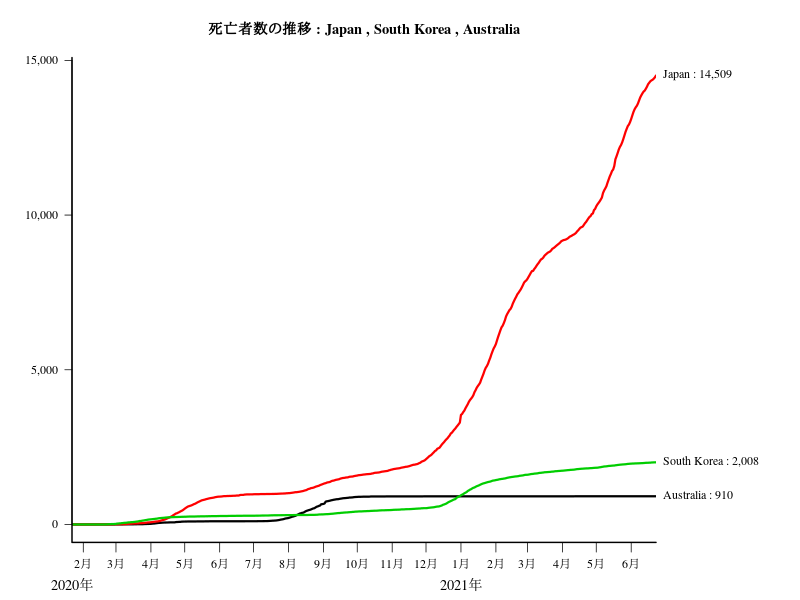 死亡者数の推移 : Japan , South Korea , Australia
15,000
Japan : 14,509
10,000
5,000
South Korea : 2,008
Australia : 910
0
2月 3月 4月 5月 6月 7月 8月 9月 10月 11月 12月 1月 2月 3月 4月 5月 6月
2020年 2021年